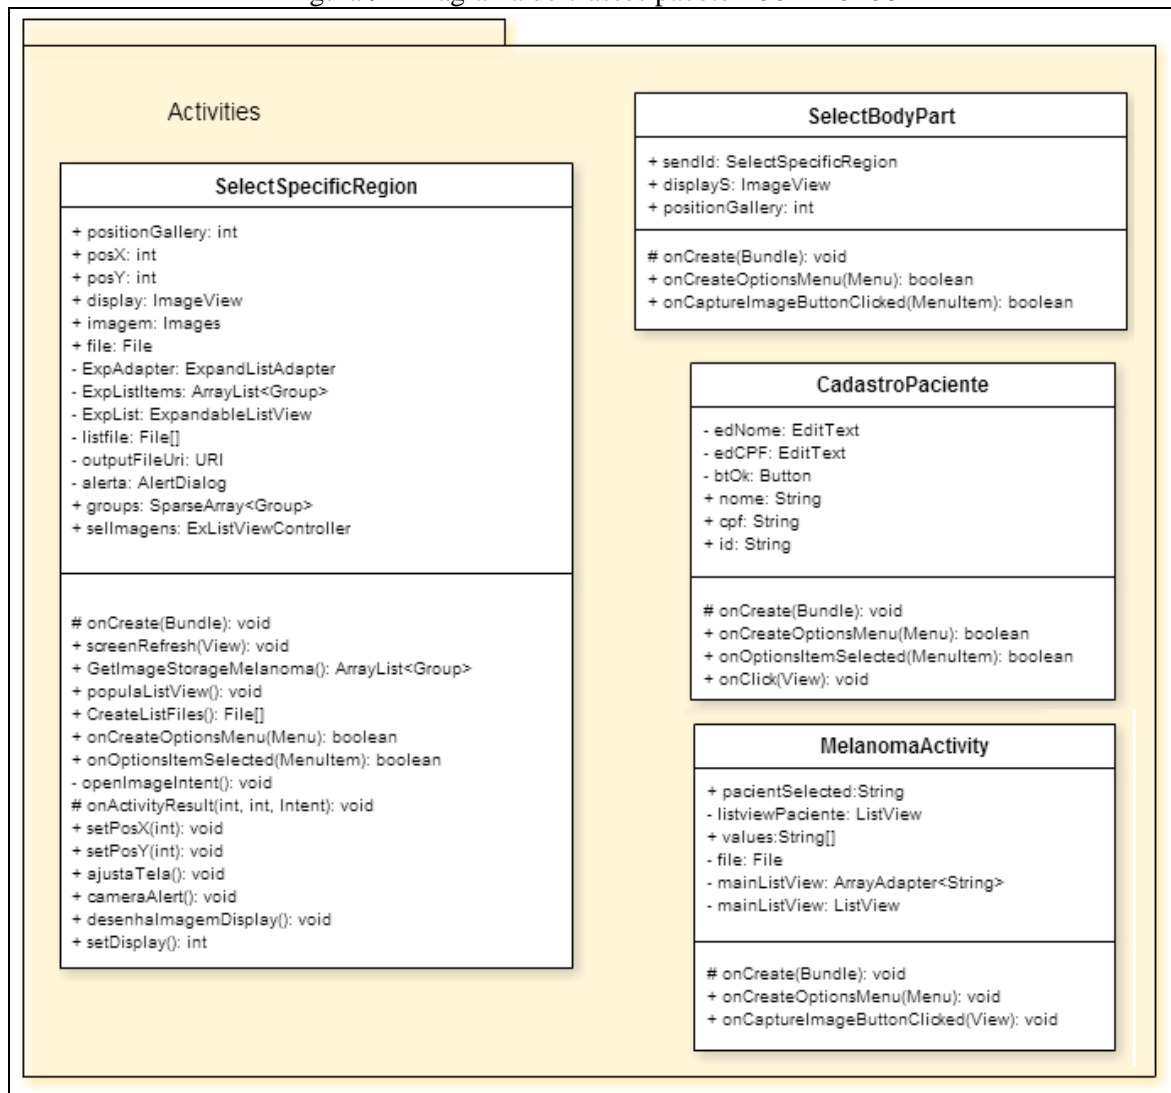 Activities
SelectSpecificRegion
+ positionGallery: int
+ posX: int
+ posY: int
+ display: ImageView
+ imagem: Images
+ file: File
- ExpAdapter: ExpandListAdapter
- ExpListItems: ArrayList<Group>
- ExpList: ExpandableListView
- listfile: File[]
- outputFileUri: URI
- alerta: AlertDialog
+ groups: SparseArray<Group>
+ selImagens: ExListViewController
# onCreate(Bundle): void
+ screenRefresh(View): void
+ GetImageStorageMelanoma(): ArrayList<Group>
+ populaListView(): void
+ CreateListFiles(): File[]
+ onCreateOptionsMenu(Menu): boolean
+ onOptionsItemSelected(MenuItem): boolean
- openImageIntent(): void
# onActivityResult(int, int, Intent): void
+ setPosX(int): void
+ setPosY(int): void
+ ajustaTela(): void
+ cameraAlert(): void
+ desenhaImagemDisplay(): void
+ setDisplay(): int
SelectBodyPart
+ sendId: SelectSpecificRegion
+ displayS: ImageView
+ positionGallery: int
# onCreate(Bundle): void
+ onCreateOptionsMenu(Menu): boolean
+ onCaptureImageButtonClicked(MenuItem): boolean
CadastroPaciente
- edNome: EditText
- edCPF: EditText
- btOk: Button
+ nome: String
+ cpf: String
+ id: String
# onCreate(Bundle): void
+ onCreateOptionsMenu(Menu): boolean
+ onOptionsItemSelected(MenuItem): boolean
+ onClick(View): void
MelanomaActivity
+ pacientSelected:String
- listviewPaciente: ListView
+ values:String[]
- file: File
- mainListView: ArrayAdapter<String>
- mainListView: ListView
# onCreate(Bundle): void
+ onCreateOptionsMenu(Menu): void
+ onCaptureImageButtonClicked(View): void